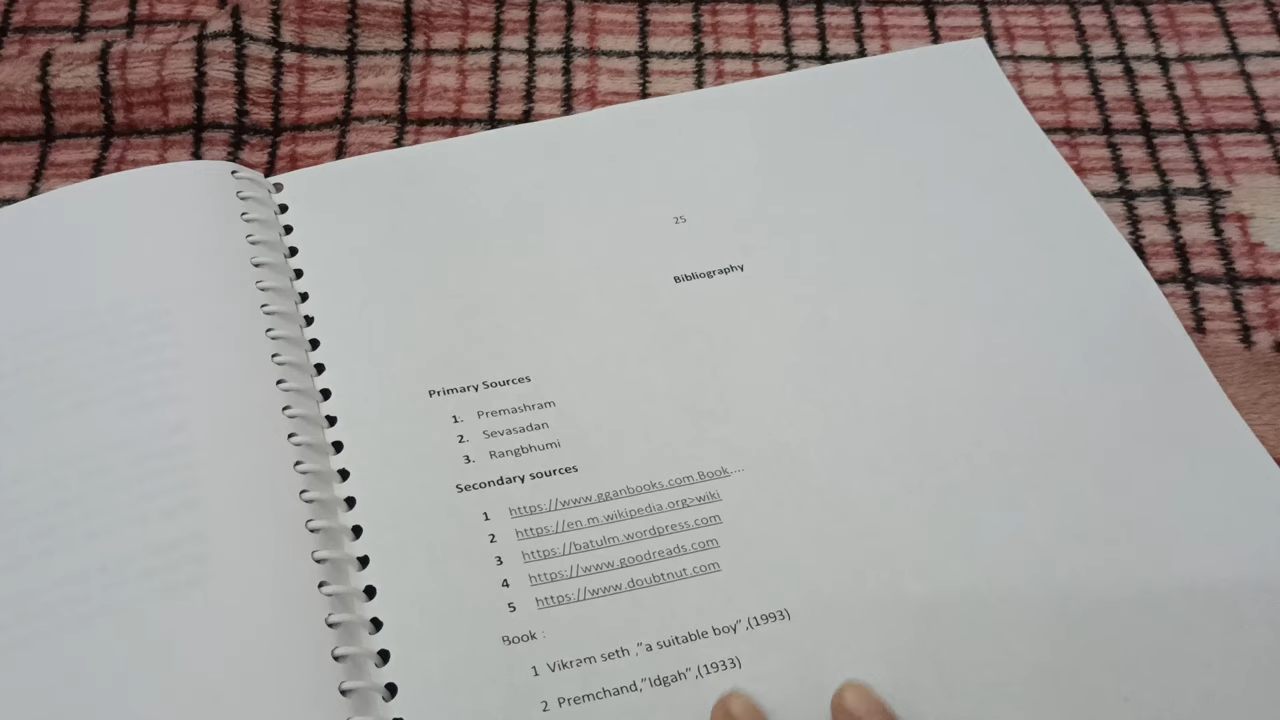 25
Bibliography
Primary Sources
1. Premashram
2. Sevasadan
3. Rangbhumi
Secondary sources
1 https://www.gganbooks.com.Book....
2 https://en.m.wikipedia.org>wiki
3 https://batulm.wordpress.com
4 https://www.goodreads.com
5 https://www.doubtnut.com
Book :
1 Vikram seth ,"a suitable boy",(1993)
2 Premchand,"Idgah",(1933)